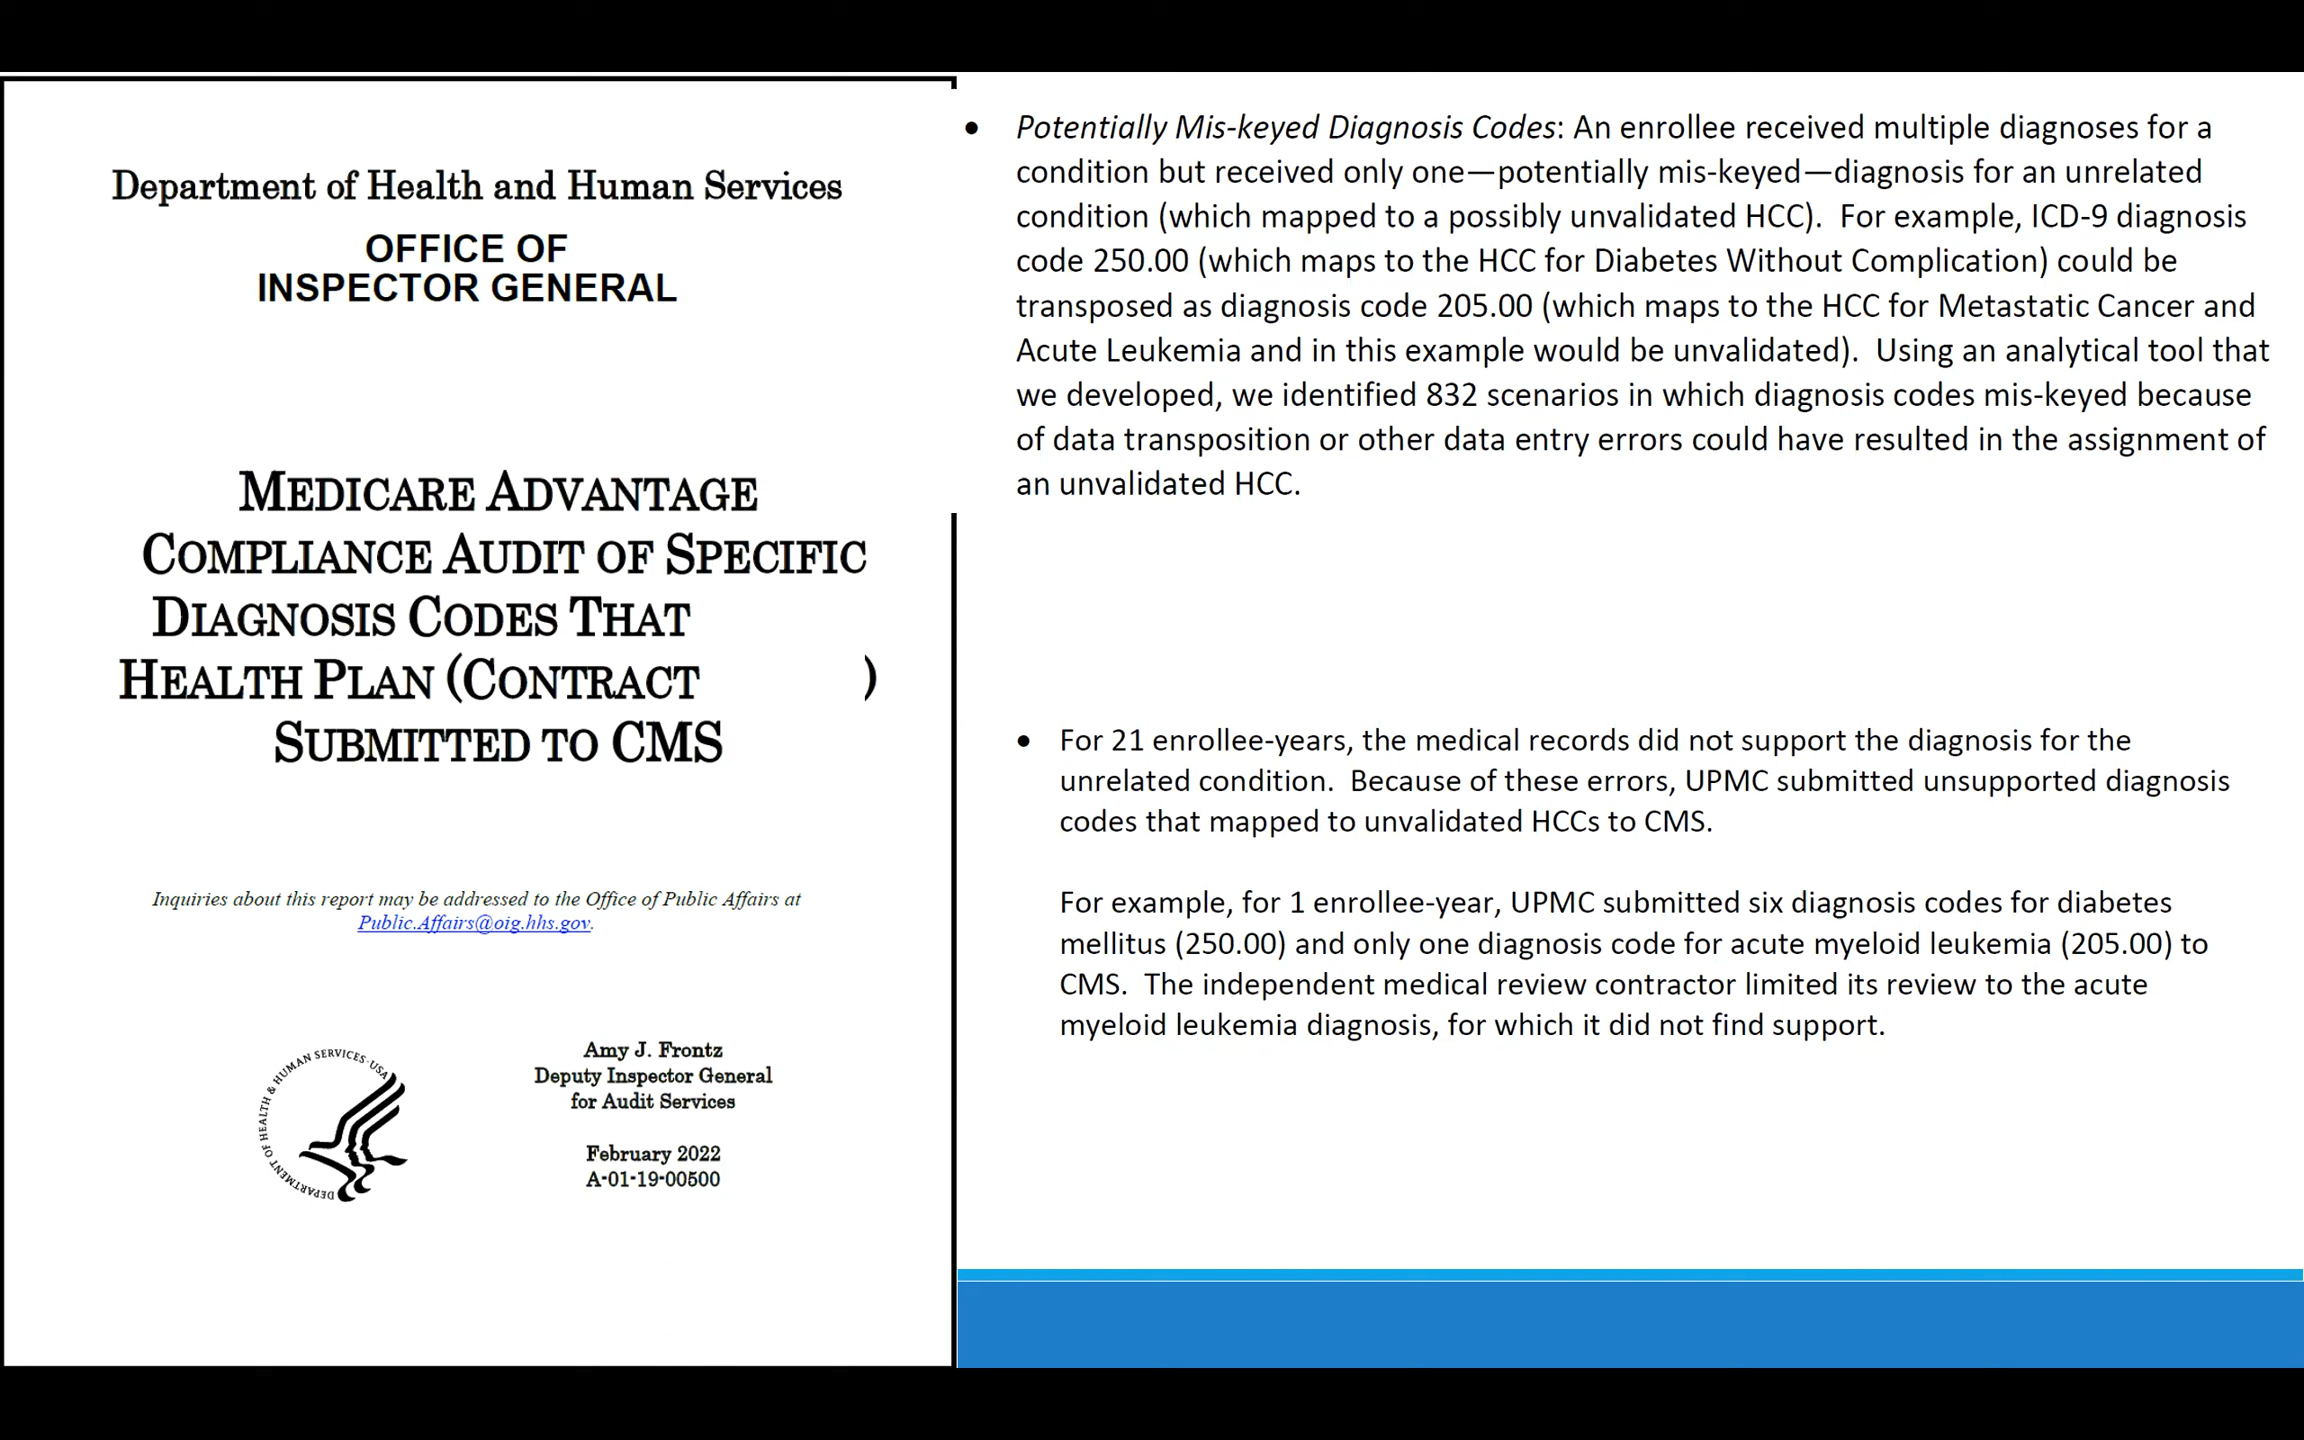 Department of Health and Human Services
OFFICE OF
INSPECTOR GENERAL
MEDICARE ADVANTAGE
COMPLIANCE AUDIT OF SPECIFIC
DIAGNOSIS CODES THAT
HEALTH PLAN (CONTRACT )
SUBMITTED TO CMS
Inquiries about this report may be addressed to the Office of Public Affairs at
Public.Affairs@oig.hhs.gov.
DEPARTMENT OF HEALTH & HUMAN SERVICES·USA
Amy J. Frontz
Deputy Inspector General
for Audit Services
February 2022
A-01-19-00500
• Potentially Mis-keyed Diagnosis Codes: An enrollee received multiple diagnoses for a
condition but received only one—potentially mis-keyed—diagnosis for an unrelated
condition (which mapped to a possibly unvalidated HCC). For example, ICD-9 diagnosis
code 250.00 (which maps to the HCC for Diabetes Without Complication) could be
transposed as diagnosis code 205.00 (which maps to the HCC for Metastatic Cancer and
Acute Leukemia and in this example would be unvalidated). Using an analytical tool that
we developed, we identified 832 scenarios in which diagnosis codes mis-keyed because
of data transposition or other data entry errors could have resulted in the assignment of
an unvalidated HCC.
• For 21 enrollee-years, the medical records did not support the diagnosis for the
unrelated condition. Because of these errors, UPMC submitted unsupported diagnosis
codes that mapped to unvalidated HCCs to CMS.
For example, for 1 enrollee-year, UPMC submitted six diagnosis codes for diabetes
mellitus (250.00) and only one diagnosis code for acute myeloid leukemia (205.00) to
CMS. The independent medical review contractor limited its review to the acute
myeloid leukemia diagnosis, for which it did not find support.